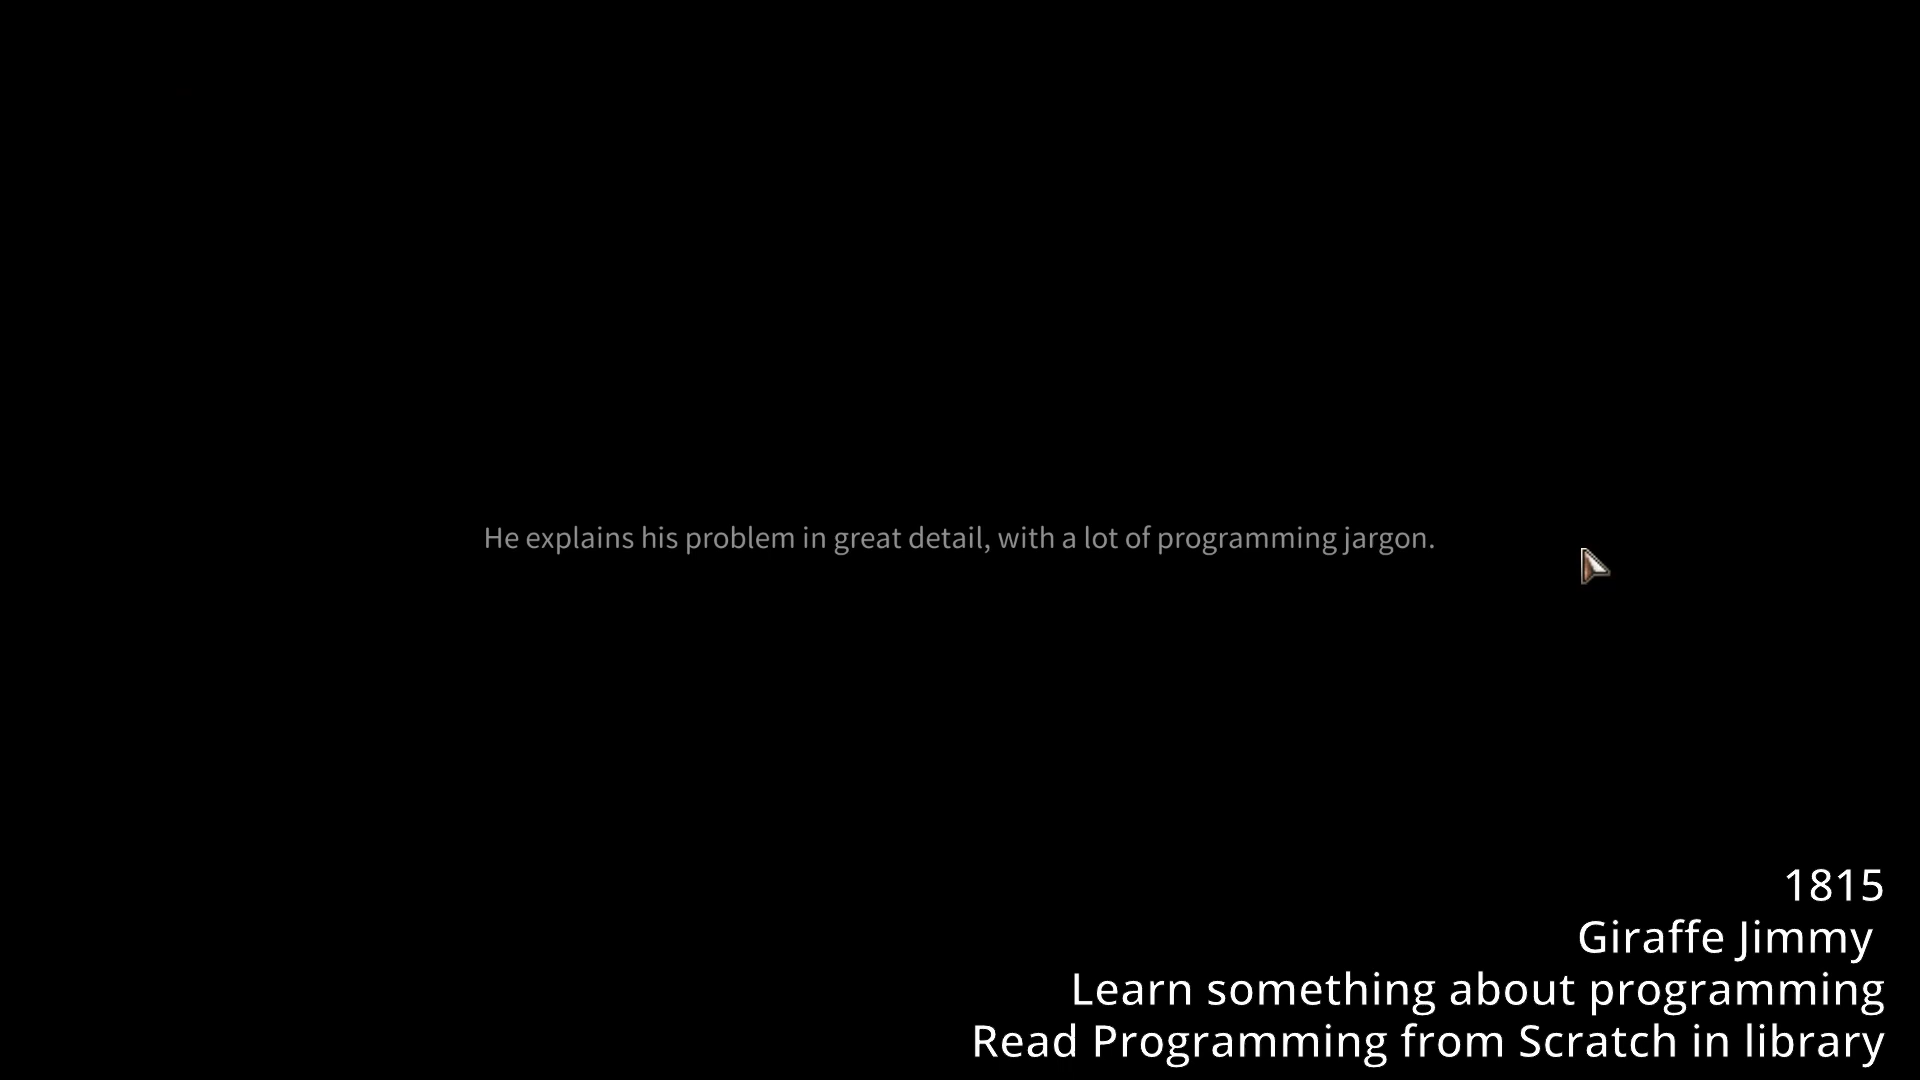 He explains his problem in great detail, with a lot of programming jargon.
1815
Giraffe Jimmy
Learn something about programming
Read Programming from Scratch in library